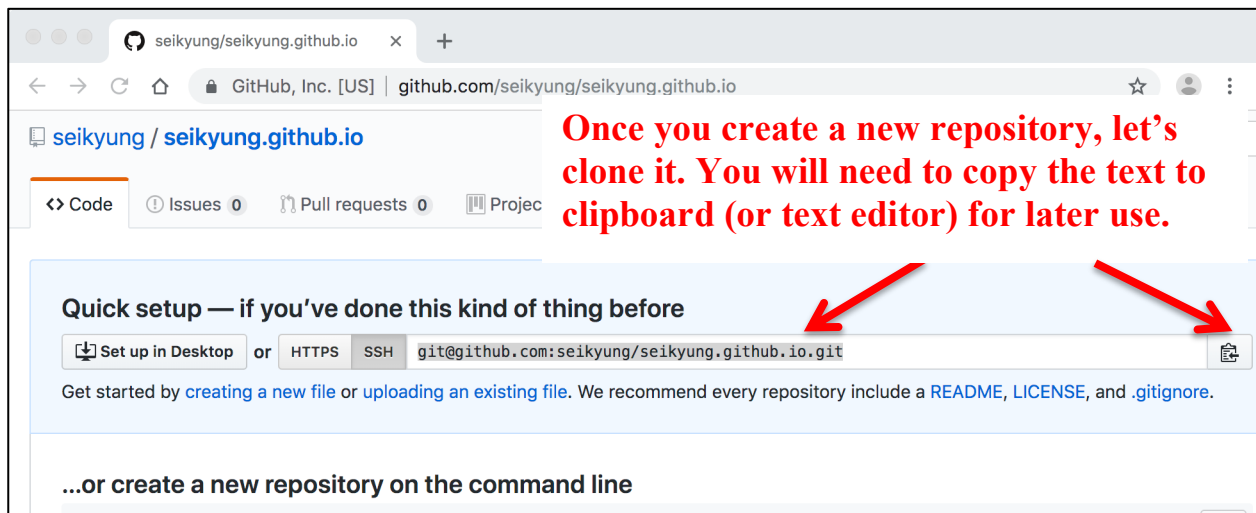 seikyung/seikyung.github.io
GitHub, Inc. [US] | github.com/seikyung/seikyung.github.io
seikyung / seikyung.github.io
Once you create a new repository, let’s
clone it. You will need to copy the text to
clipboard (or text editor) for later use.
<> Code Issues 0 Pull requests 0 Projec
Quick setup — if you’ve done this kind of thing before
Set up in Desktop or HTTPS SSH git@github.com:seikyung/seikyung.github.io.git
Get started by creating a new file or uploading an existing file. We recommend every repository include a README, LICENSE, and .gitignore.
...or create a new repository on the command line